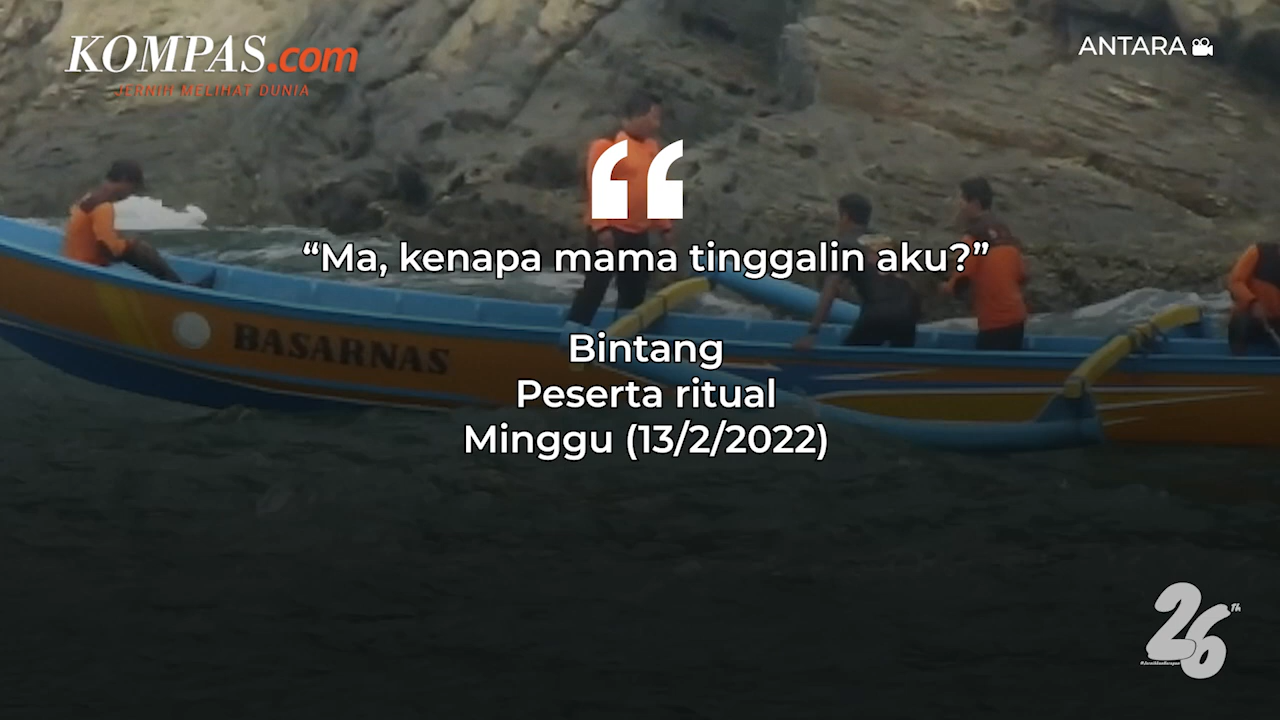 KOMPAS.com
JERNIH MELIHAT DUNIA
ANTARA
“Ma, kenapa mama tinggalin aku?”
BASARNAS
Bintang
Peserta ritual
Minggu (13/2/2022)
26Th